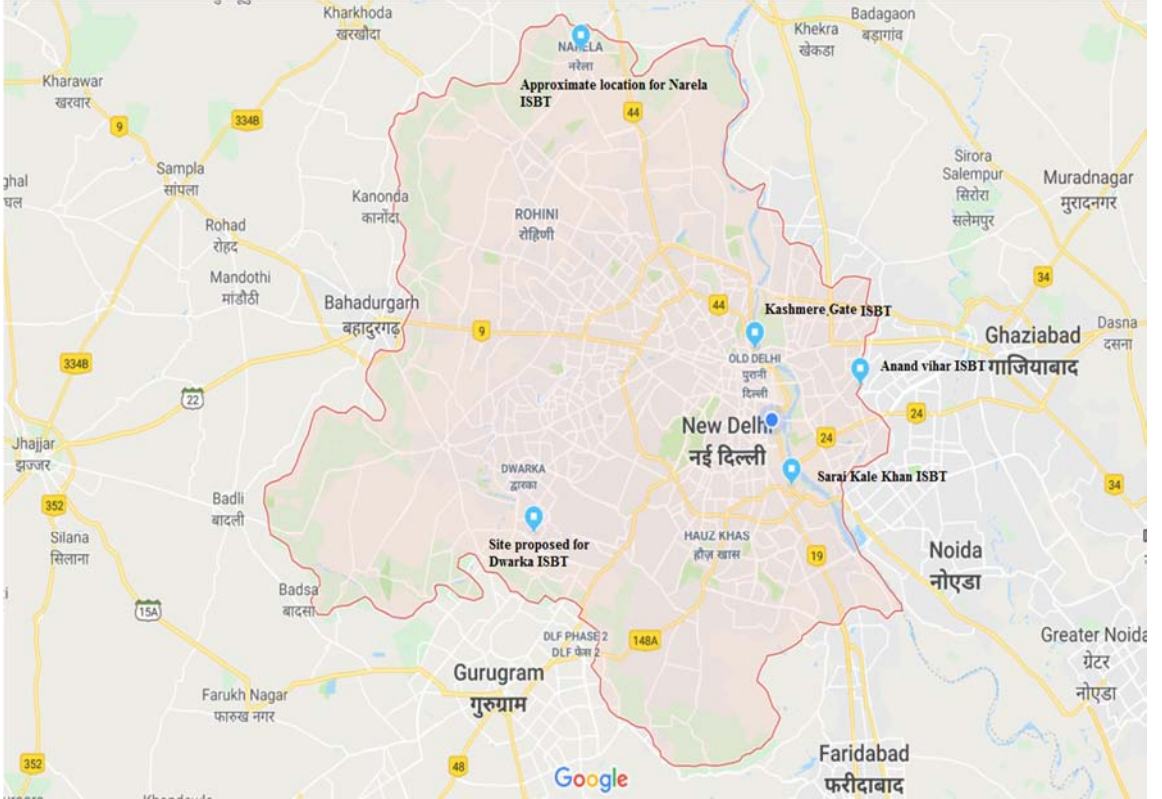 Kharkhoda
खरखौदा
NARELA
नरेला
Badagaon
बड़ागांव
Khekra
खेकडा
Kharawar
खरवार
Approximate location for Narela
ISBT
44
334B
9
Sampla
सांपला
Sirora
Salempur
सिरोरा
सलेमपुर
Muradnagar
मुरादनगर
Kanonda
कानोंदा
ROHINI
रोहिणी
Rohad
रोहद
Mandothi
मांडौठी
34
Bahadurgarh
बहादुरगढ़
44
Kashmere Gate ISBT
9
Ghaziabad
गाजियाबाद
Dasna
दसना
OLD DELHI
पुरानी
दिल्ली
Anand vihar ISBT
334B
22
24
New Delhi
नई दिल्ली
24
Jhajjar
झज्जर
DWARKA
द्वारका
Sarai Kale Khan ISBT
34
Badli
बादली
352
Silana
सिलाना
Site proposed for
Dwarka ISBT
HAUZ KHAS
हौज़ खास
19
Noida
नोएडा
Badsa
बादसा
15A
DLF PHASE 2
DLF फेस 2
148A
Greater Noida
ग्रेटर
नोएडा
Gurugram
गुरुग्राम
Farukh Nagar
फारुख नगर
352
48
Google
Faridabad
फरीदाबाद